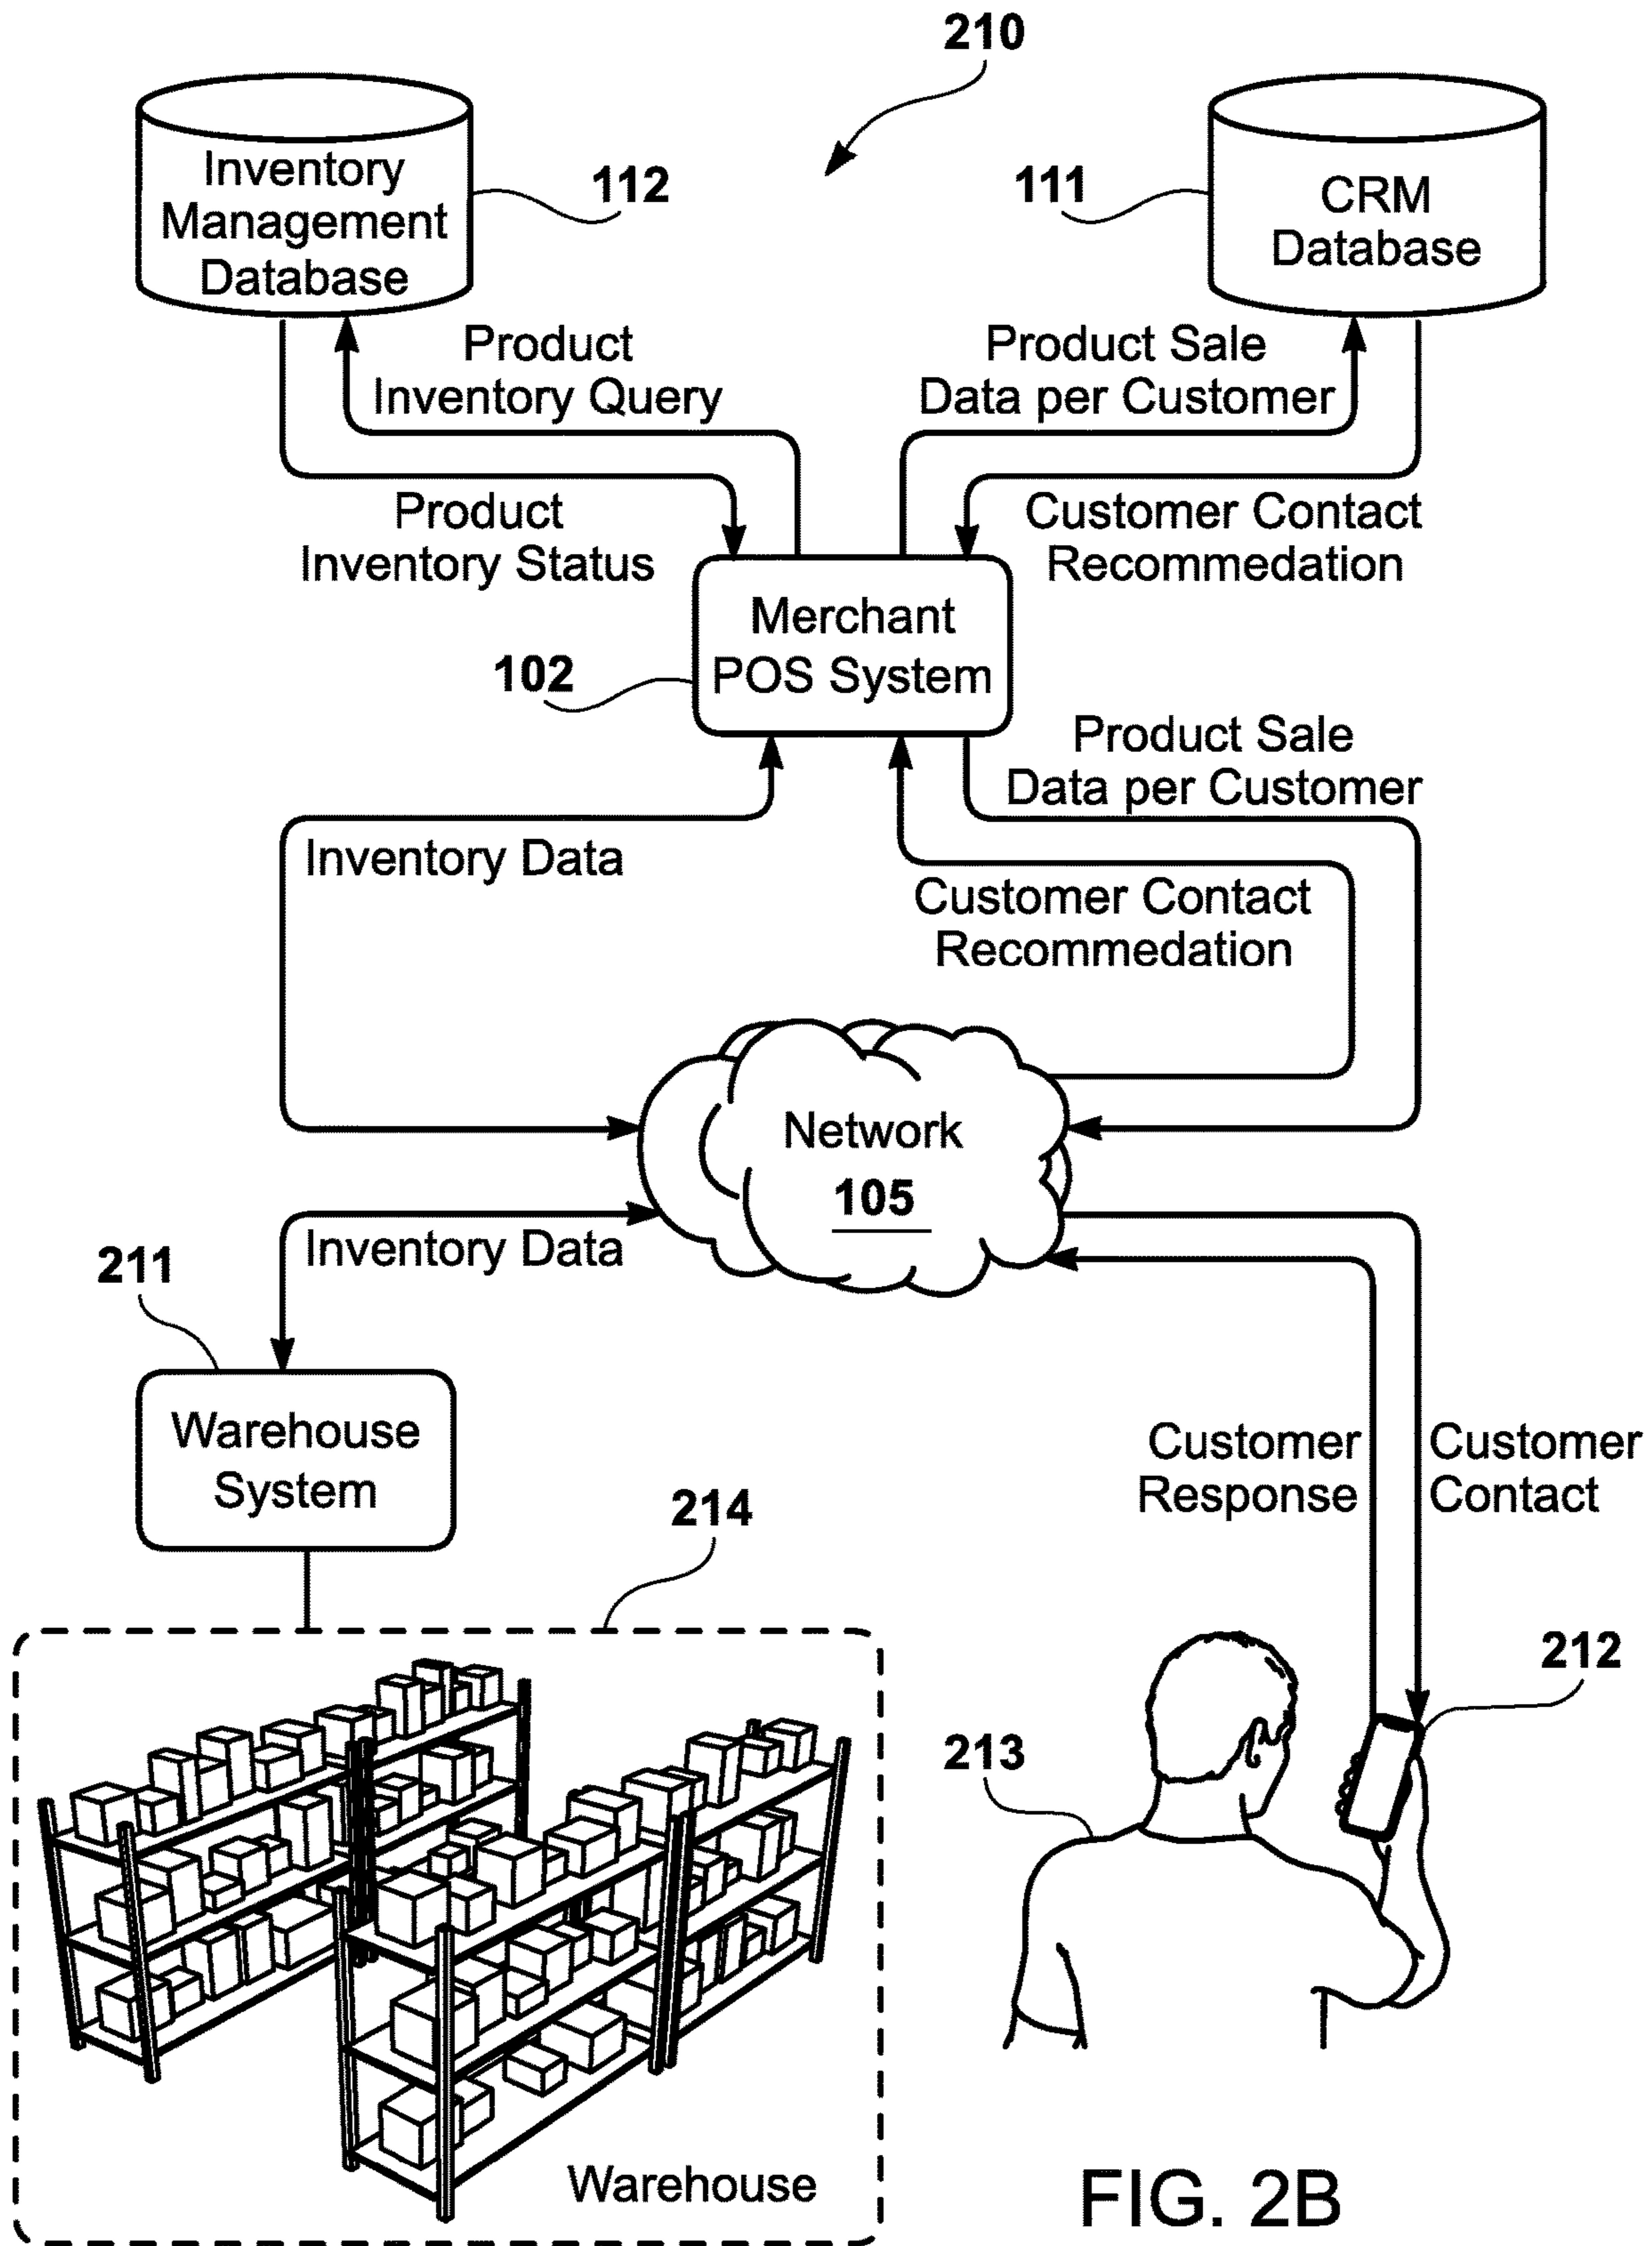 210
Inventory
Management
Database
112
111
CRM
Database
Product
Inventory Query
Product Sale
Data per Customer
Product
Inventory Status
Customer Contact
Recommedation
Merchant
POS System
102
Product Sale
Data per Customer
Inventory Data
Customer Contact
Recommedation
Network
105
Inventory Data
211
Warehouse
System
Customer
Response
Customer
Contact
214
212
213
Warehouse
FIG. 2B